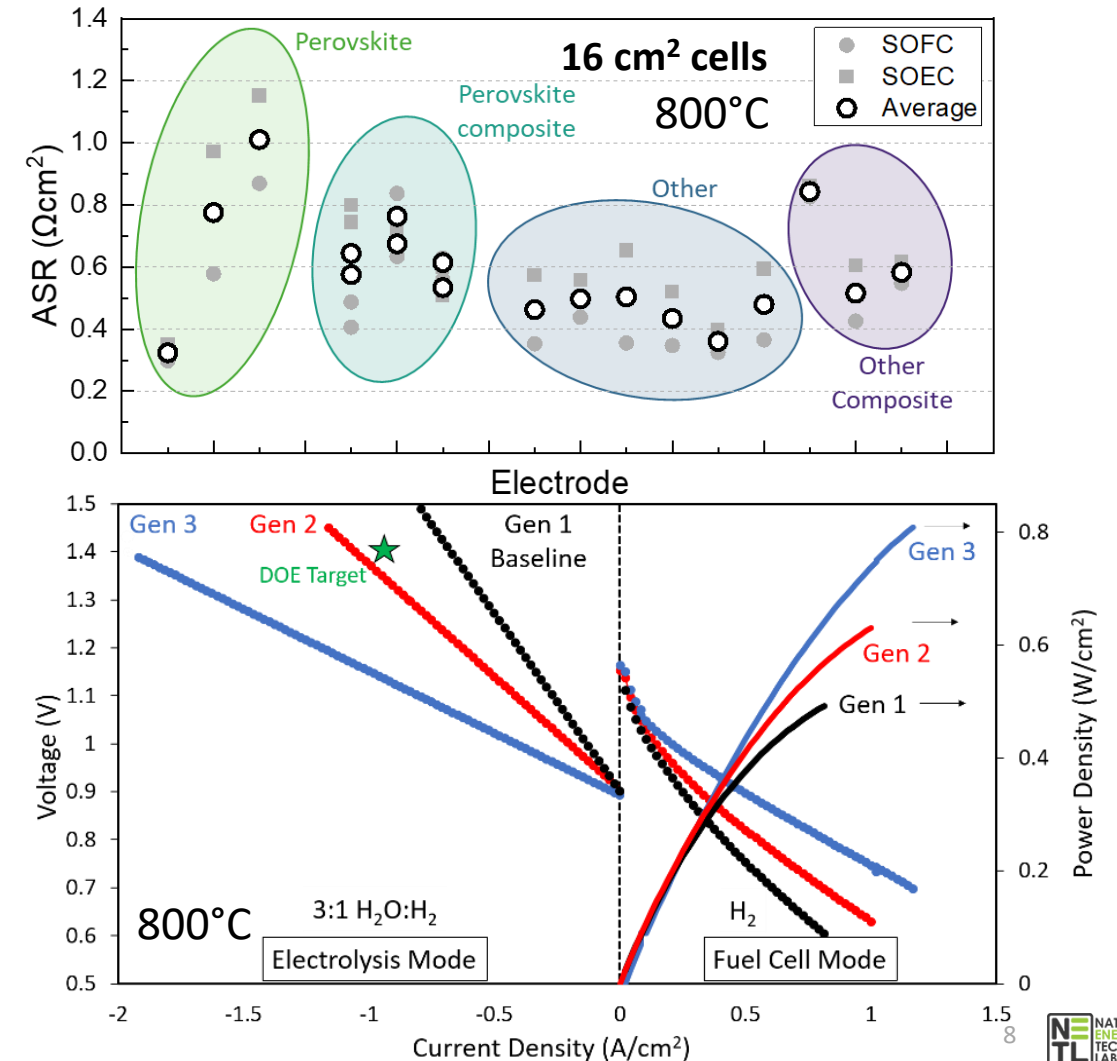 1.4
1.2
1.0
0.8
0.6
0.4
0.2
0.0
ASR (Ωcm²)
Perovskite
16 cm² cells
800°C
SOFC
SOEC
Average
Perovskite
composite
Other
Other
Composite
Electrode
1.5
1.4
1.3
1.2
1.1
1
0.9
0.8
0.7
0.6
0.5
Voltage (V)
Gen 3
Gen 2
Gen 1
Baseline
DOE Target
Gen 3
Gen 2
Gen 1
0.8
0.6
0.4
0.2
0
Power Density (W/cm²)
800°C
3:1 H₂O:H₂
Electrolysis Mode
H₂
Fuel Cell Mode
-2
-1.5
-1
-0.5
0
0.5
1
1.5
Current Density (A/cm²)
8
NE
TL